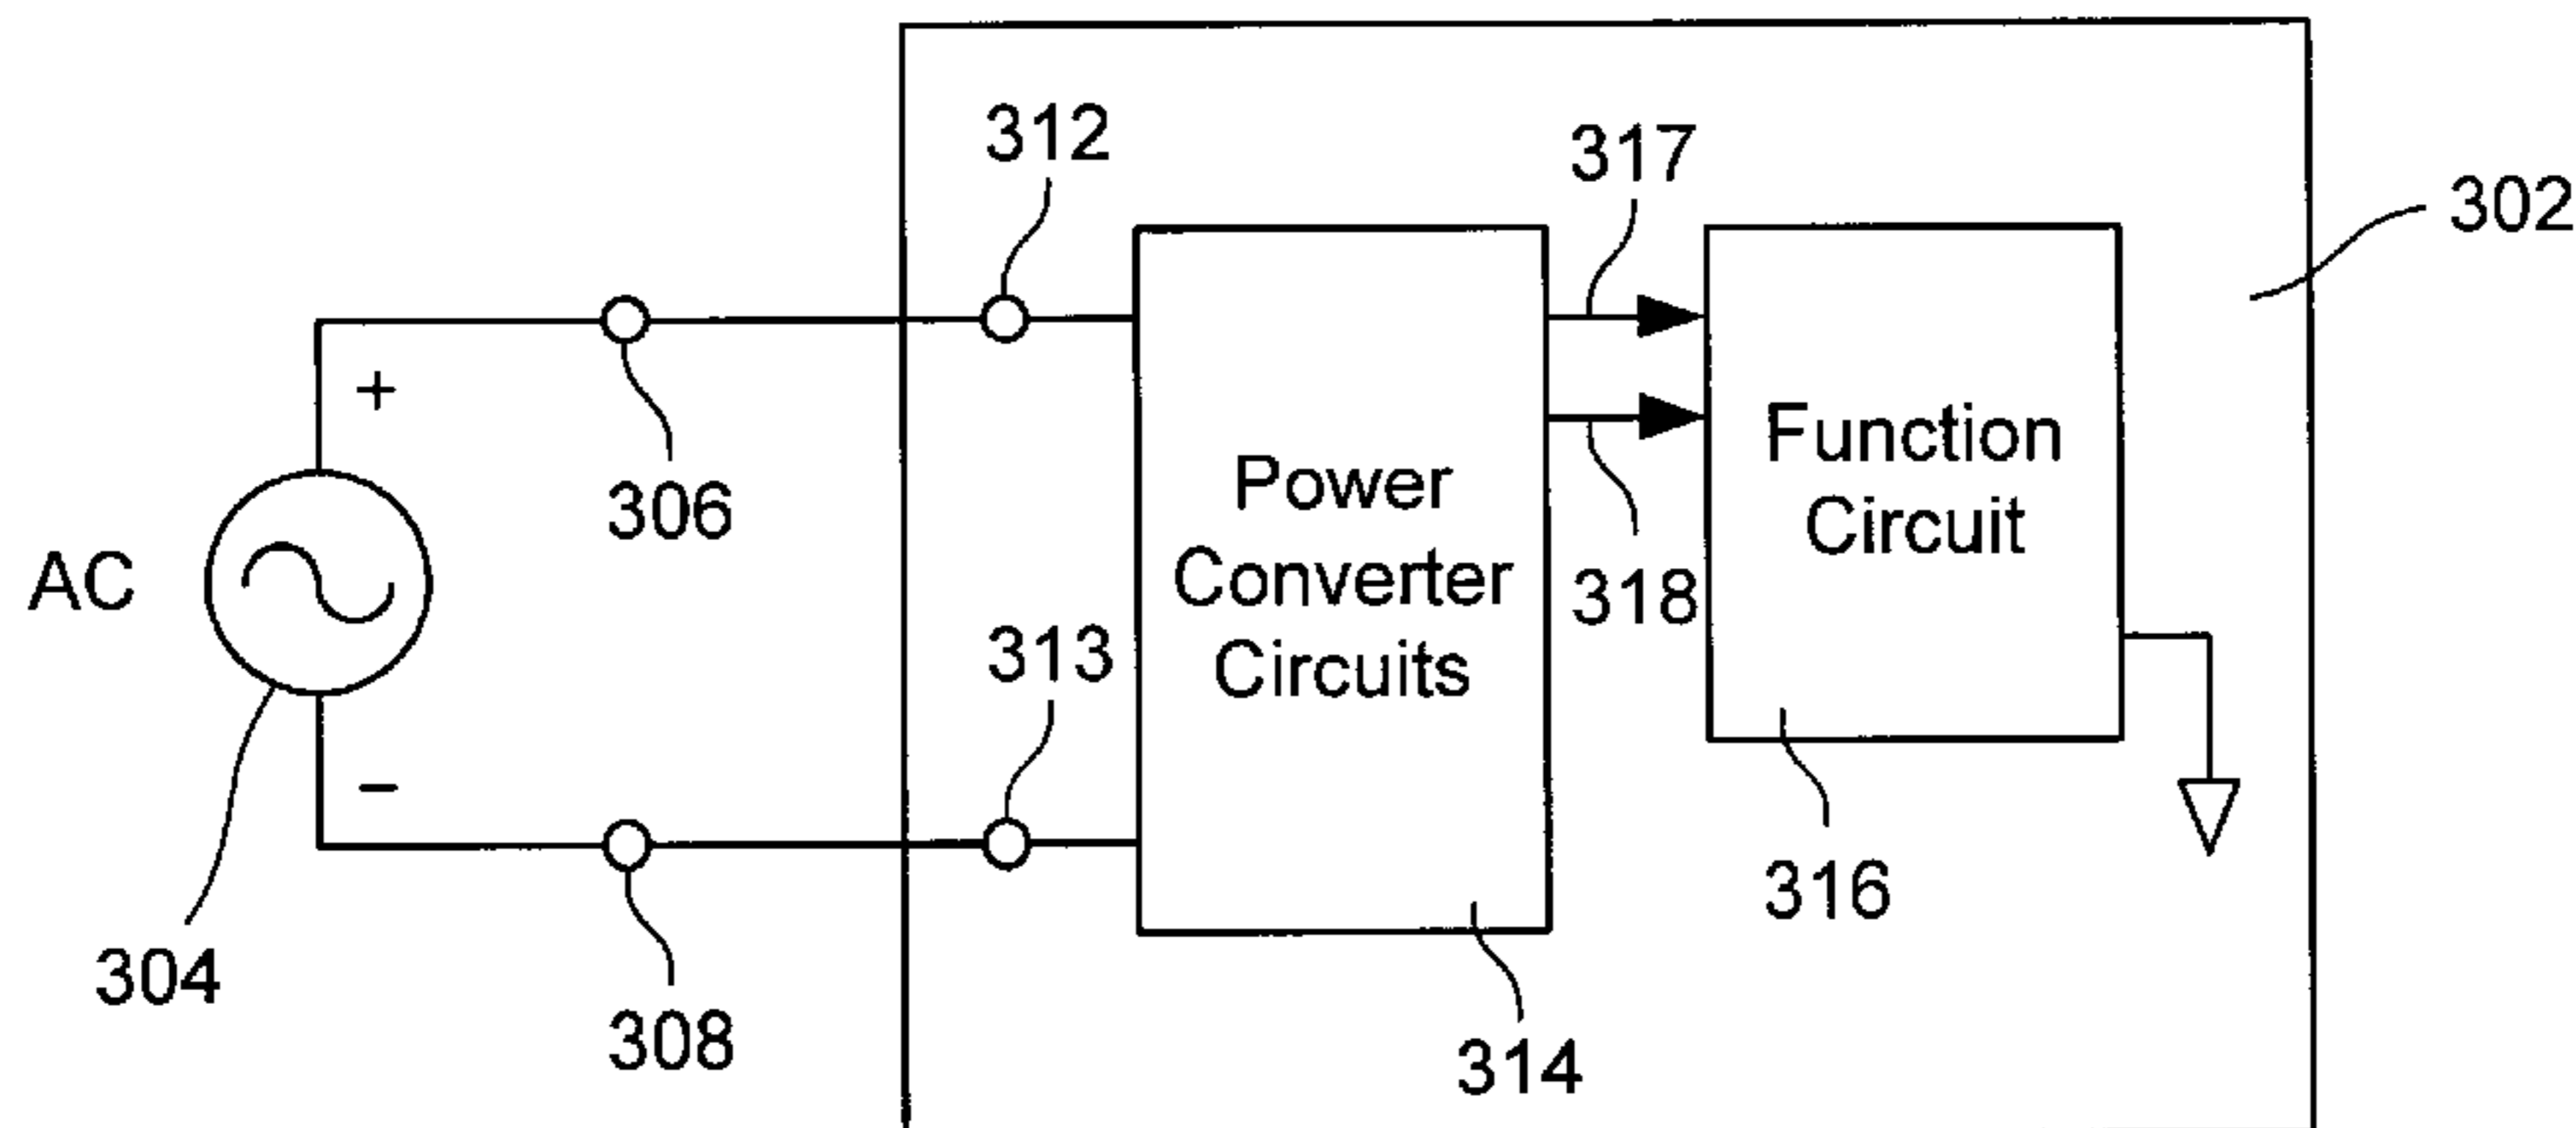 312
317
302
+
306
Function
Circuit
Power
Converter
Circuits
AC
318
313
–
316
304
308
314